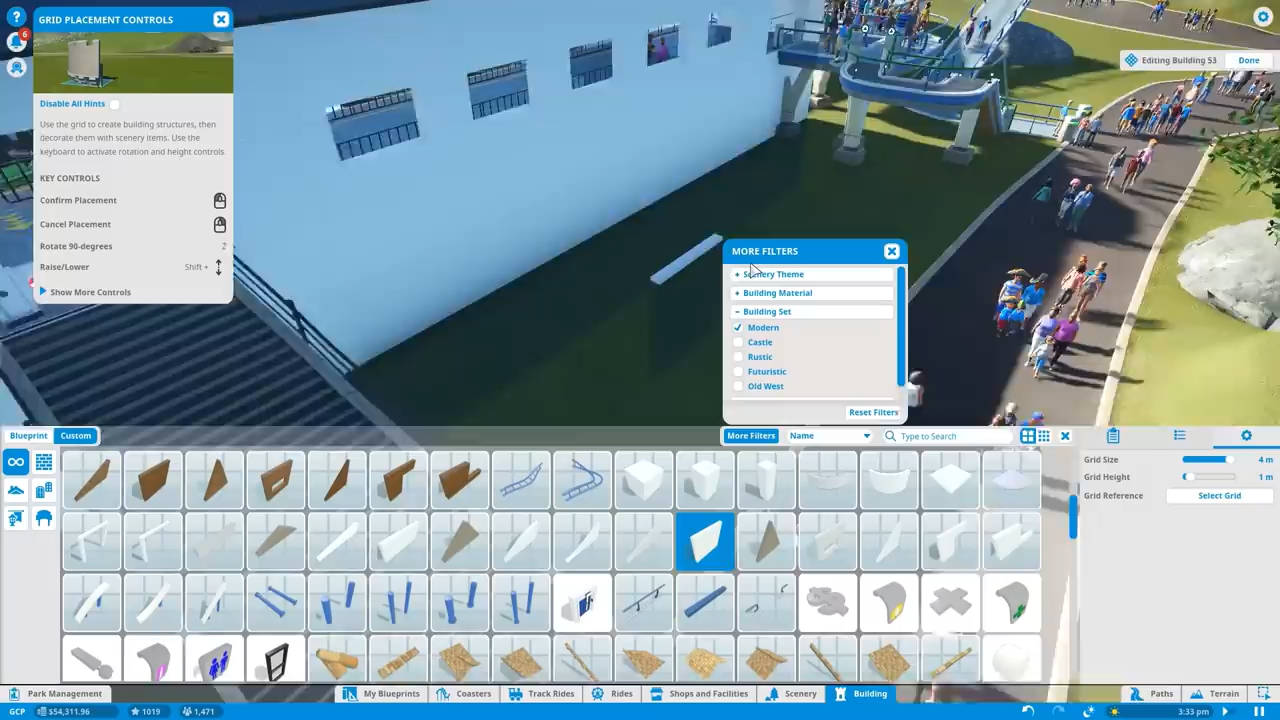 GRID PLACEMENT CONTROLS
6
Disable All Hints
Use the grid to create building structures, then
decorate them with scenery items. Use the
keyboard to activate rotation and height controls.
KEY CONTROLS
Confirm Placement
Cancel Placement
Rotate 90-degrees
Z
Raise/Lower
Shift +
Show More Controls
Editing Building 53
Done
MORE FILTERS
+ Scenery Theme
+ Building Material
− Building Set
Modern
Castle
Rustic
Futuristic
Old West
Reset Filters
Blueprint
Custom
More Filters
Name
Type to Search
Grid Size
4 m
Grid Height
1 m
Grid Reference
Select Grid
Park Management
My Blueprints
Coasters
Track Rides
Rides
Shops and Facilities
Scenery
Building
Paths
Terrain
GCP
$54,311.96
1019
1,471
3:33 pm